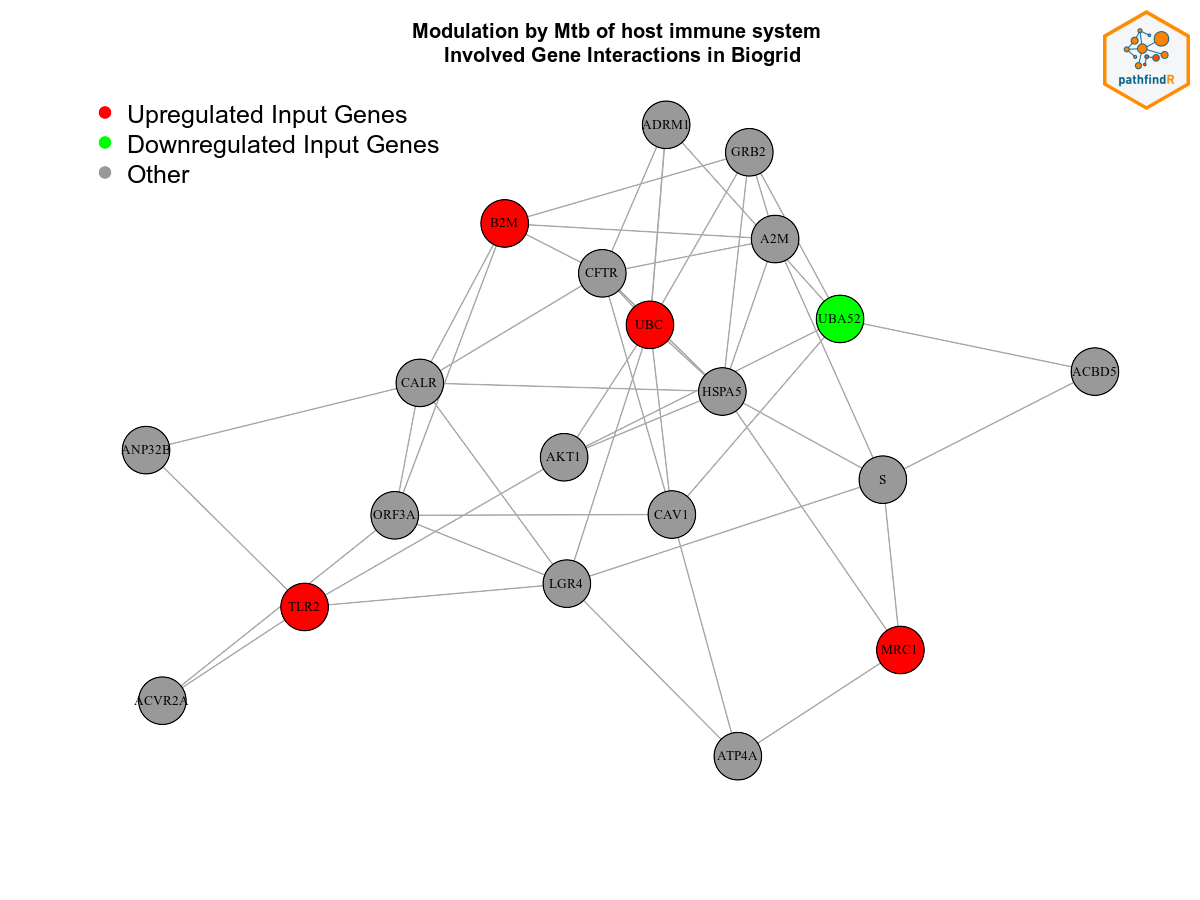 Modulation by Mtb of host immune system
Involved Gene Interactions in Biogrid
pathfindR
Upregulated Input Genes
Downregulated Input Genes
Other
ADRM1
GRB2
B2M
A2M
CFTR
UBC
UBA52
ACBD5
CALR
HSPA5
ANP32B
AKT1
S
ORF3A
CAV1
LGR4
TLR2
MRC1
ACVR2A
ATP4A